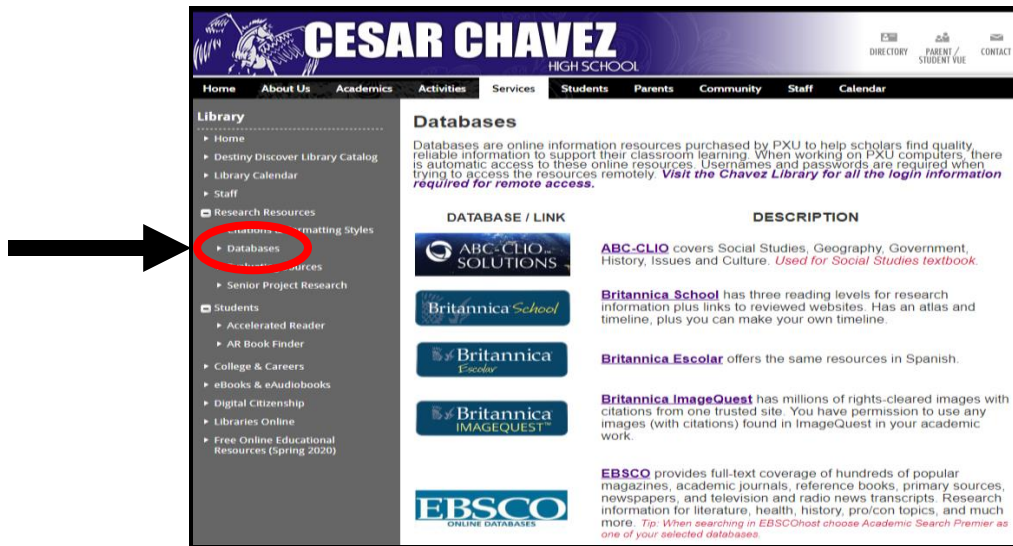 CESAR CHAVEZ
HIGH SCHOOL
DIRECTORY
PARENT /
STUDENT VUE
CONTACT
Home About Us Academics Activities Services Students Parents Community Staff Calendar
Library
Home
Destiny Discover Library Catalog
Library Calendar
Staff
Research Resources
Citations & Formatting Styles
Databases
Senior Project Research
Students
Accelerated Reader
AR Book Finder
College & Careers
eBooks & eAudiobooks
Digital Citizenship
Libraries Online
Free Online Educational
Resources (Spring 2020)
Databases
Databases are online information resources purchased by PXU to help scholars find quality,
reliable information to support their classroom learning. When working on PXU computers, there
is automatic access to these online resources. Usernames and passwords are required when
trying to access the resources remotely. Visit the Chavez Library for all the login information
required for remote access.
DATABASE / LINK DESCRIPTION
ABC-CLIO
SOLUTIONS
ABC-CLIO covers Social Studies, Geography, Government,
History, Issues and Culture. Used for Social Studies textbook.
Britannica School
Britannica School has three reading levels for research
information plus links to reviewed websites. Has an atlas and
timeline, plus you can make your own timeline.
Britannica
Escolar
Britannica Escolar offers the same resources in Spanish.
Britannica
IMAGEQUEST™
Britannica ImageQuest has millions of rights-cleared images with
citations from one trusted site. You have permission to use any
images (with citations) found in ImageQuest in your academic
work.
EBSCO
ONLINE DATABASES
EBSCO provides full-text coverage of hundreds of popular
magazines, academic journals, reference books, primary sources,
newspapers, and television and radio news transcripts. Research
information for literature, health, history, pro/con topics, and much
more. Tip: When searching in EBSCOhost choose Academic Search Premier as
one of your selected databases.